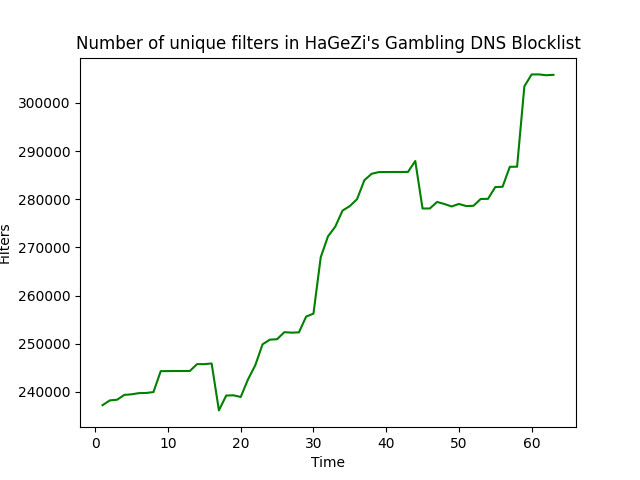 Number of unique filters in HaGeZi's Gambling DNS Blocklist
Filters
300000
290000
280000
270000
260000
250000
240000
0 10 20 30 40 50 60
Time